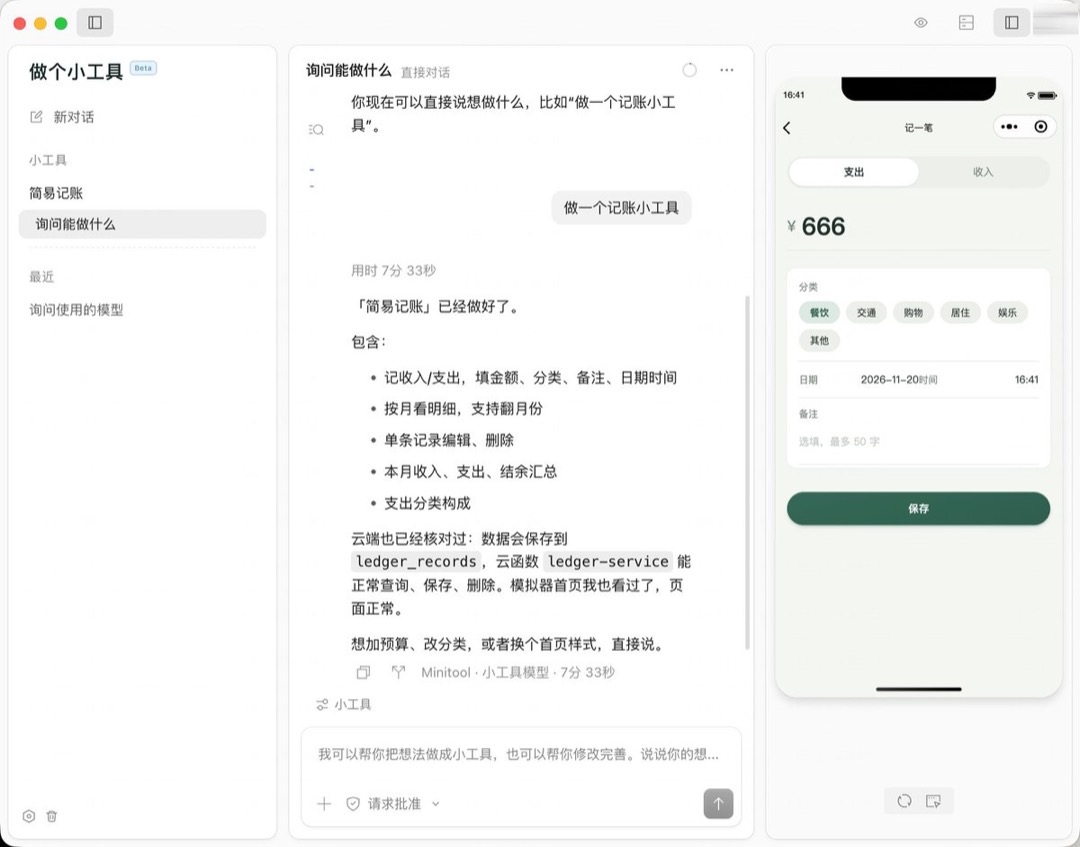 做个小工具 Beta
新对话
小工具
简易记账
询问能做什么
最近
询问使用的模型
询问能做什么 直接对话
你现在可以直接说想做什么，比如“做一个记账小工
具”。
做一个记账小工具
用时 7分 33秒
「简易记账」已经做好了。
包含：
• 记收入/支出，填金额、分类、备注、日期时间
• 按月看明细，支持翻月份
• 单条记录编辑、删除
• 本月收入、支出、结余汇总
• 支出分类构成
云端也已经核对过：数据会保存到
ledger_records，云函数 ledger-service 能
正常查询、保存、删除。模拟器首页我也看过了，页
面正常。
想加预算、改分类，或者换个首页样式，直接说。
Minitool · 小工具模型 · 7分 33秒
小工具
我可以帮你把想法做成小工具，也可以帮你修改完善。说说你的想...
请求批准
16:41
记一笔
支出 收入
¥ 666
分类
餐饮 交通 购物 居住 娱乐
其他
日期 2026-11-20时间 16:41
备注
选填，最多 50 字
保存